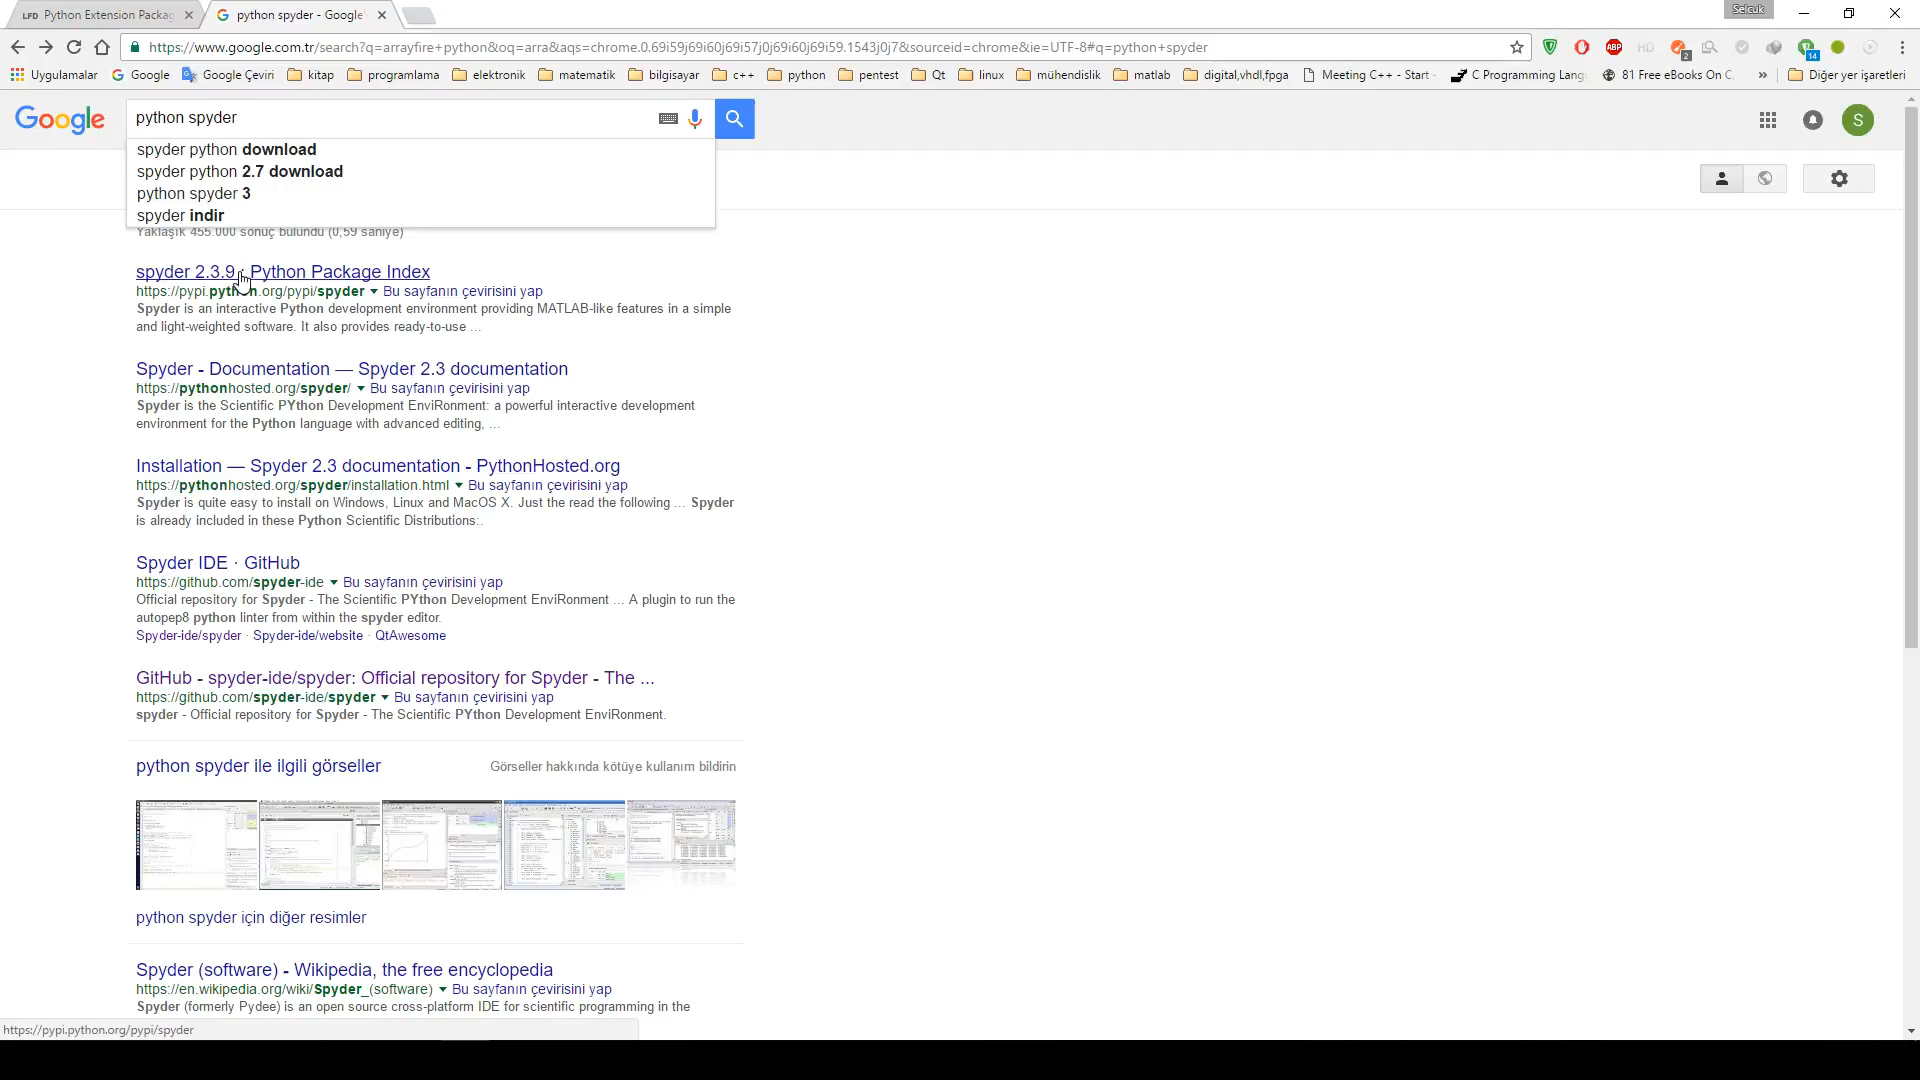 LFD Python Extension Packag
python spyder - Google'
Selcuk
https://www.google.com.tr/search?q=arrayfire+python&oq=arra&aqs=chrome.0.69i59j69i60j69i57j0j69i60j69i59.1543j0j7&sourceid=chrome&ie=UTF-8#q=python+spyder
ABP HD 2 14
Uygulamalar Google Google Çeviri kitap programlama elektronik matematik bilgisayar c++ python pentest Qt linux mühendislik matlab digital,vhdl,fpga Meeting C++ - Start C Programming Lang 81 Free eBooks On C » Diğer yer işaretleri
Google python spyder S
spyder python download
spyder python 2.7 download
python spyder 3
spyder indir
Yaklaşık 455.000 sonuç bulundu (0,59 saniye)
spyder 2.3.9 : Python Package Index
https://pypi.python.org/pypi/spyder Bu sayfanın çevirisini yap
Spyder is an interactive Python development environment providing MATLAB-like features in a simple
and light-weighted software. It also provides ready-to-use ...
Spyder - Documentation — Spyder 2.3 documentation
https://pythonhosted.org/spyder/ Bu sayfanın çevirisini yap
Spyder is the Scientific PYthon Development EnviRonment: a powerful interactive development
environment for the Python language with advanced editing, ...
Installation — Spyder 2.3 documentation - PythonHosted.org
https://pythonhosted.org/spyder/installation.html Bu sayfanın çevirisini yap
Spyder is quite easy to install on Windows, Linux and MacOS X. Just the read the following ... Spyder
is already included in these Python Scientific Distributions:.
Spyder IDE · GitHub
https://github.com/spyder-ide Bu sayfanın çevirisini yap
Official repository for Spyder - The Scientific PYthon Development EnviRonment ... A plugin to run the
autopep8 python linter from within the spyder editor.
Spyder-ide/spyder · Spyder-ide/website · QtAwesome
GitHub - spyder-ide/spyder: Official repository for Spyder - The ...
https://github.com/spyder-ide/spyder Bu sayfanın çevirisini yap
spyder - Official repository for Spyder - The Scientific PYthon Development EnviRonment.
python spyder ile ilgili görseller Görseller hakkında kötüye kullanım bildirin
python spyder için diğer resimler
Spyder (software) - Wikipedia, the free encyclopedia
https://en.wikipedia.org/wiki/Spyder_(software) Bu sayfanın çevirisini yap
Spyder (formerly Pydee) is an open source cross-platform IDE for scientific programming in the
https://pypi.python.org/pypi/spyder